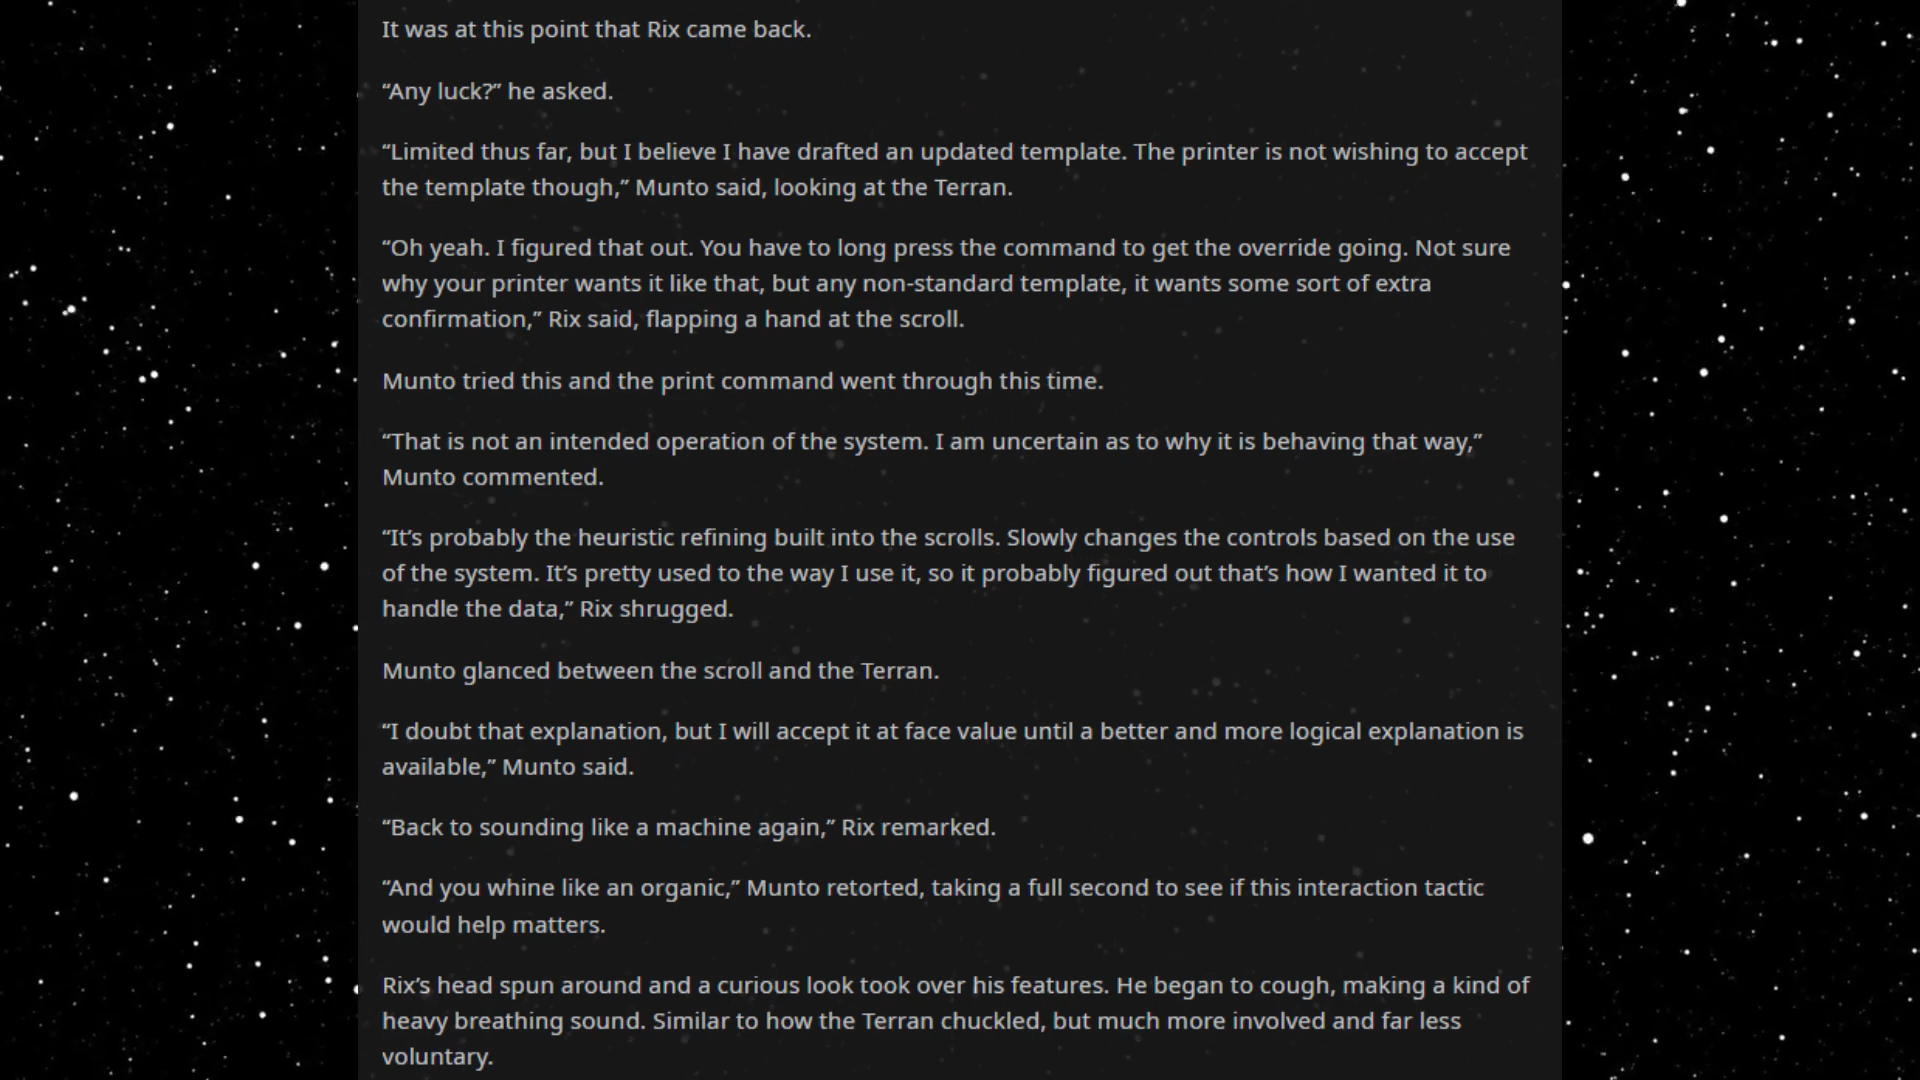 It was at this point that Rix came back.
“Any luck?” he asked.
“Limited thus far, but I believe I have drafted an updated template. The printer is not wishing to accept
the template though,” Munto said, looking at the Terran.
“Oh yeah. I figured that out. You have to long press the command to get the override going. Not sure
why your printer wants it like that, but any non-standard template, it wants some sort of extra
confirmation,” Rix said, flapping a hand at the scroll.
Munto tried this and the print command went through this time.
“That is not an intended operation of the system. I am uncertain as to why it is behaving that way,”
Munto commented.
“It’s probably the heuristic refining built into the scrolls. Slowly changes the controls based on the use
of the system. It’s pretty used to the way I use it, so it probably figured out that’s how I wanted it to
handle the data,” Rix shrugged.
Munto glanced between the scroll and the Terran.
“I doubt that explanation, but I will accept it at face value until a better and more logical explanation is
available,” Munto said.
“Back to sounding like a machine again,” Rix remarked.
“And you whine like an organic,” Munto retorted, taking a full second to see if this interaction tactic
would help matters.
Rix’s head spun around and a curious look took over his features. He began to cough, making a kind of
heavy breathing sound. Similar to how the Terran chuckled, but much more involved and far less
voluntary.